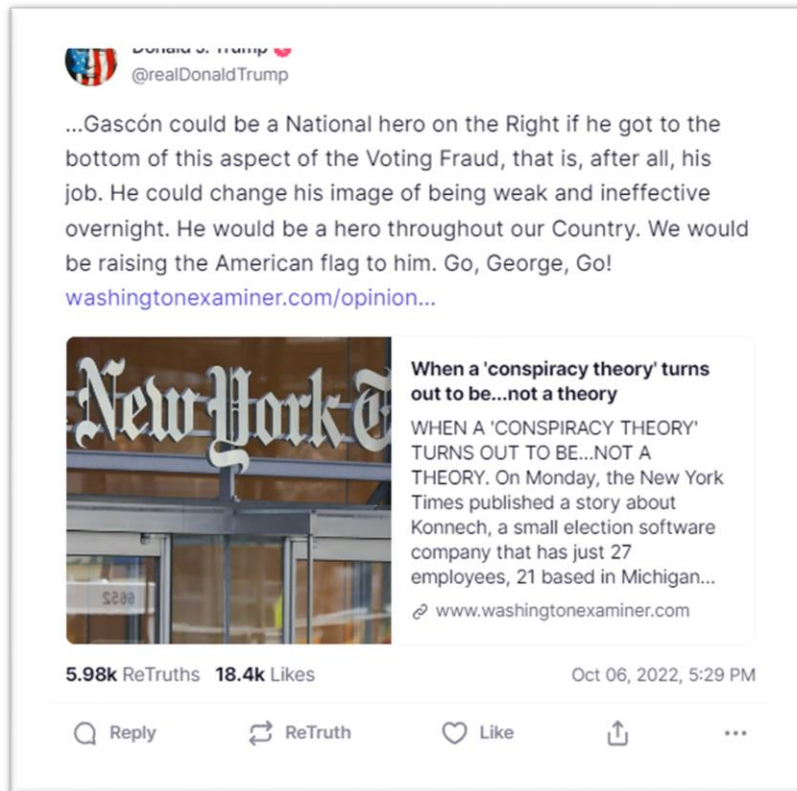 Donald J. Trump
@realDonaldTrump
...Gascón could be a National hero on the Right if he got to the
bottom of this aspect of the Voting Fraud, that is, after all, his
job. He could change his image of being weak and ineffective
overnight. He would be a hero throughout our Country. We would
be raising the American flag to him. Go, George, Go!
washingtonexaminer.com/opinion...
New York T
When a 'conspiracy theory' turns
out to be...not a theory
WHEN A 'CONSPIRACY THEORY'
TURNS OUT TO BE...NOT A
THEORY. On Monday, the New York
Times published a story about
Konnech, a small election software
company that has just 27
employees, 21 based in Michigan...
www.washingtonexaminer.com
5.98k ReTruths 18.4k Likes Oct 06, 2022, 5:29 PM
Reply ReTruth Like